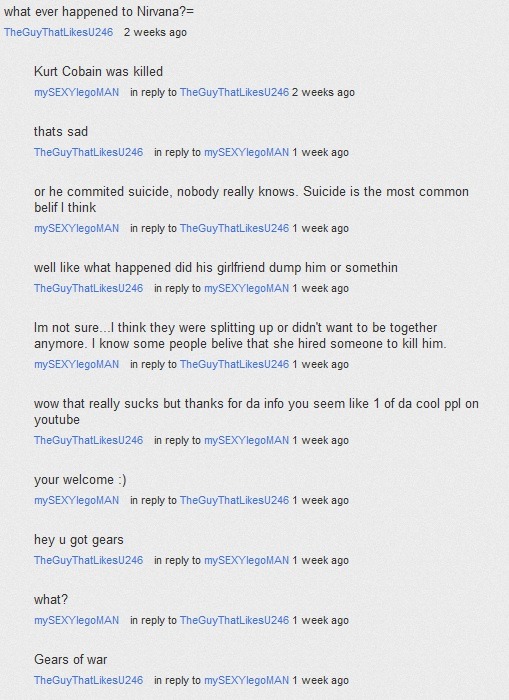 what ever happened to Nirvana?=
TheGuyThatLikesU246 2 weeks ago
Kurt Cobain was killed
mySEXYlegoMAN in reply to TheGuyThatLikesU246 2 weeks ago
thats sad
TheGuyThatLikesU246 in reply to mySEXYlegoMAN 1 week ago
or he commited suicide, nobody really knows. Suicide is the most common
belif I think
mySEXYlegoMAN in reply to TheGuyThatLikesU246 1 week ago
well like what happened did his girlfriend dump him or somethin
TheGuyThatLikesU246 in reply to mySEXYlegoMAN 1 week ago
Im not sure...I think they were splitting up or didn't want to be together
anymore. I know some people belive that she hired someone to kill him.
mySEXYlegoMAN in reply to TheGuyThatLikesU246 1 week ago
wow that really sucks but thanks for da info you seem like 1 of da cool ppl on
youtube
TheGuyThatLikesU246 in reply to mySEXYlegoMAN 1 week ago
your welcome :)
mySEXYlegoMAN in reply to TheGuyThatLikesU246 1 week ago
hey u got gears
TheGuyThatLikesU246 in reply to mySEXYlegoMAN 1 week ago
what?
mySEXYlegoMAN in reply to TheGuyThatLikesU246 1 week ago
Gears of war
TheGuyThatLikesU246 in reply to mySEXYlegoMAN 1 week ago